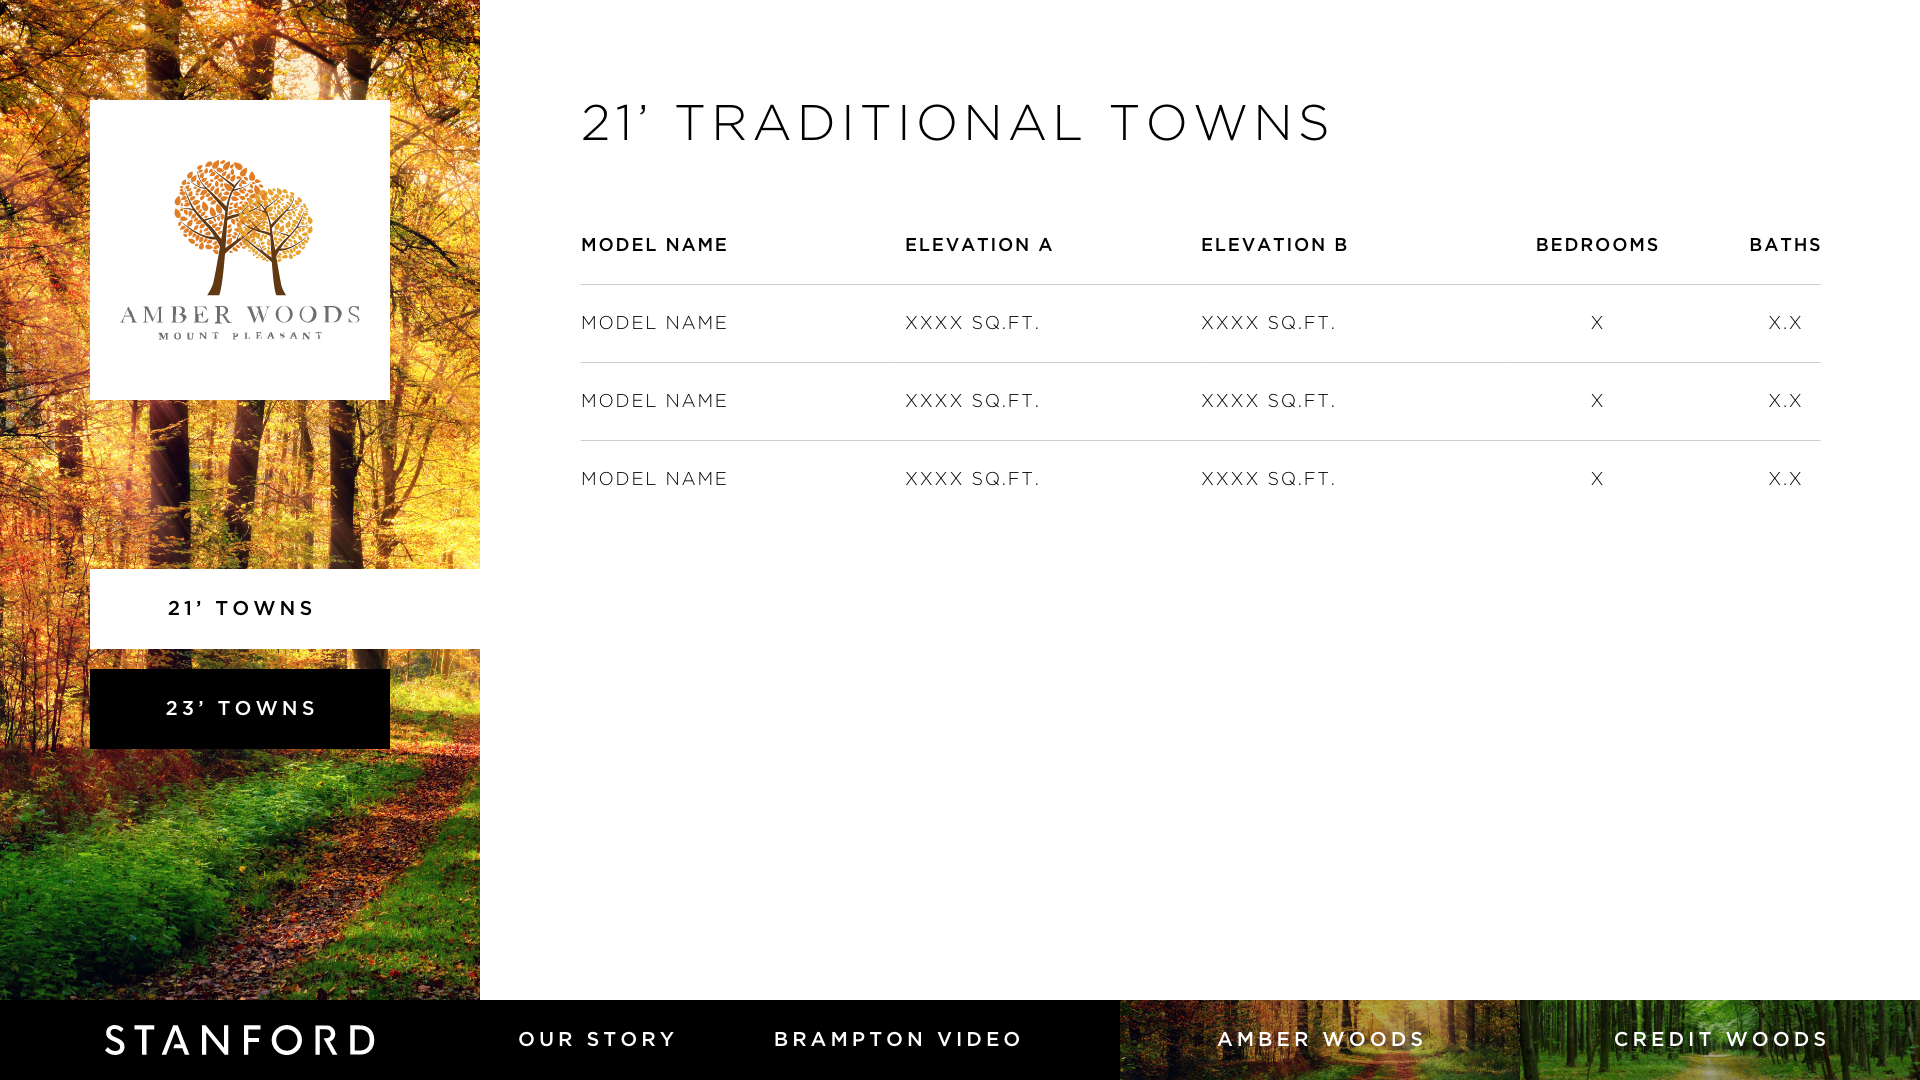 AMBER WOODS
MOUNT PLEASANT
21’ TOWNS
23’ TOWNS
21’ TRADITIONAL TOWNS
MODEL NAME ELEVATION A ELEVATION B BEDROOMS BATHS
MODEL NAME XXXX SQ.FT. XXXX SQ.FT. X X.X
MODEL NAME XXXX SQ.FT. XXXX SQ.FT. X X.X
MODEL NAME XXXX SQ.FT. XXXX SQ.FT. X X.X
STANFORD OUR STORY BRAMPTON VIDEO AMBER WOODS CREDIT WOODS